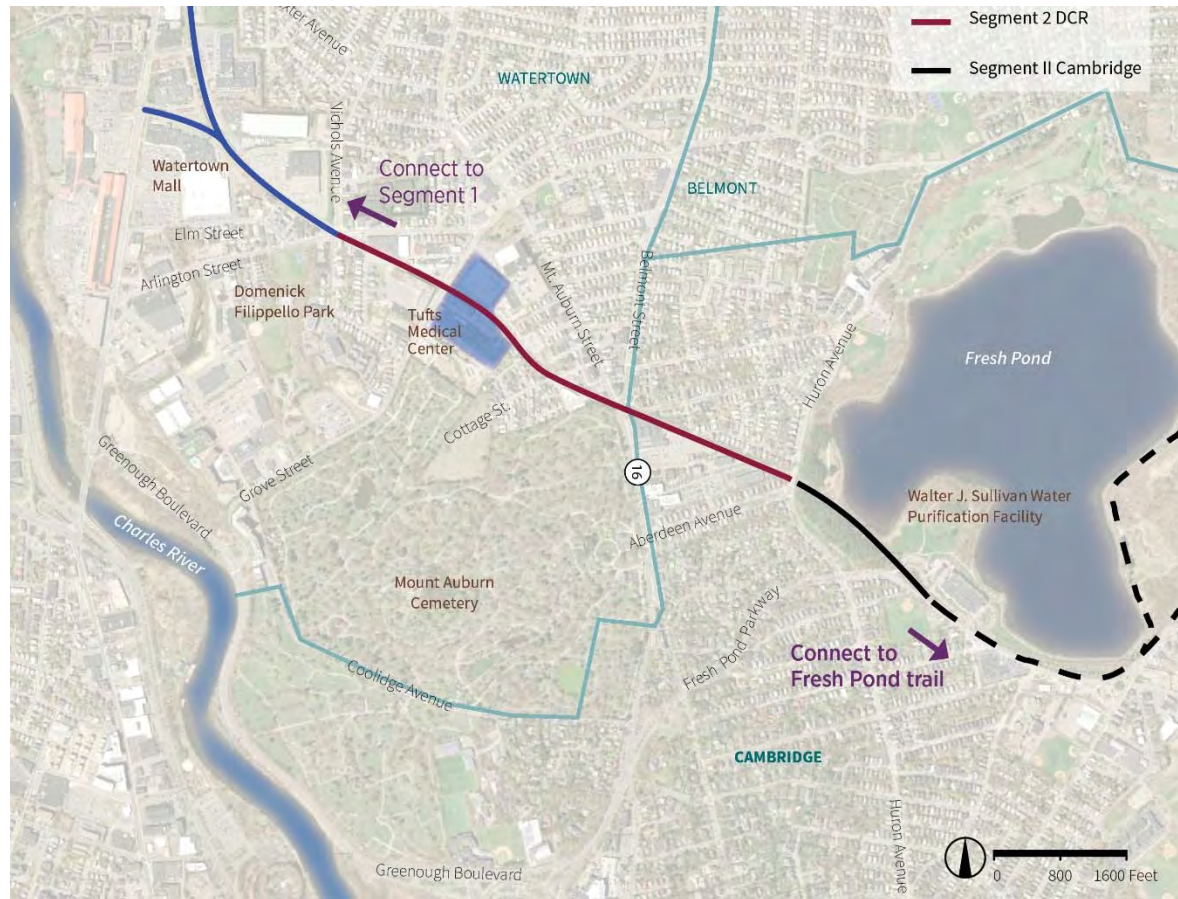 Segment 2 DCR
Segment II Cambridge
WATERTOWN
Nichols Avenue
Connect to
Segment 1
Watertown
Mall
BELMONT
Elm Street
Arlington Street
Domenick
Filippello Park
Mt. Auburn Street
Belmont Street
Tufts
Medical
Center
Huron Avenue
Fresh Pond
Cottage St.
16
Greenough Boulevard
Grove Street
Walter J. Sullivan Water
Purification Facility
Aberdeen Avenue
Charles River
Mount Auburn
Cemetery
Fresh Pond Parkway
Connect to
Fresh Pond trail
Coolidge Avenue
CAMBRIDGE
Huron Avenue
Greenough Boulevard
0 800 1600 Feet